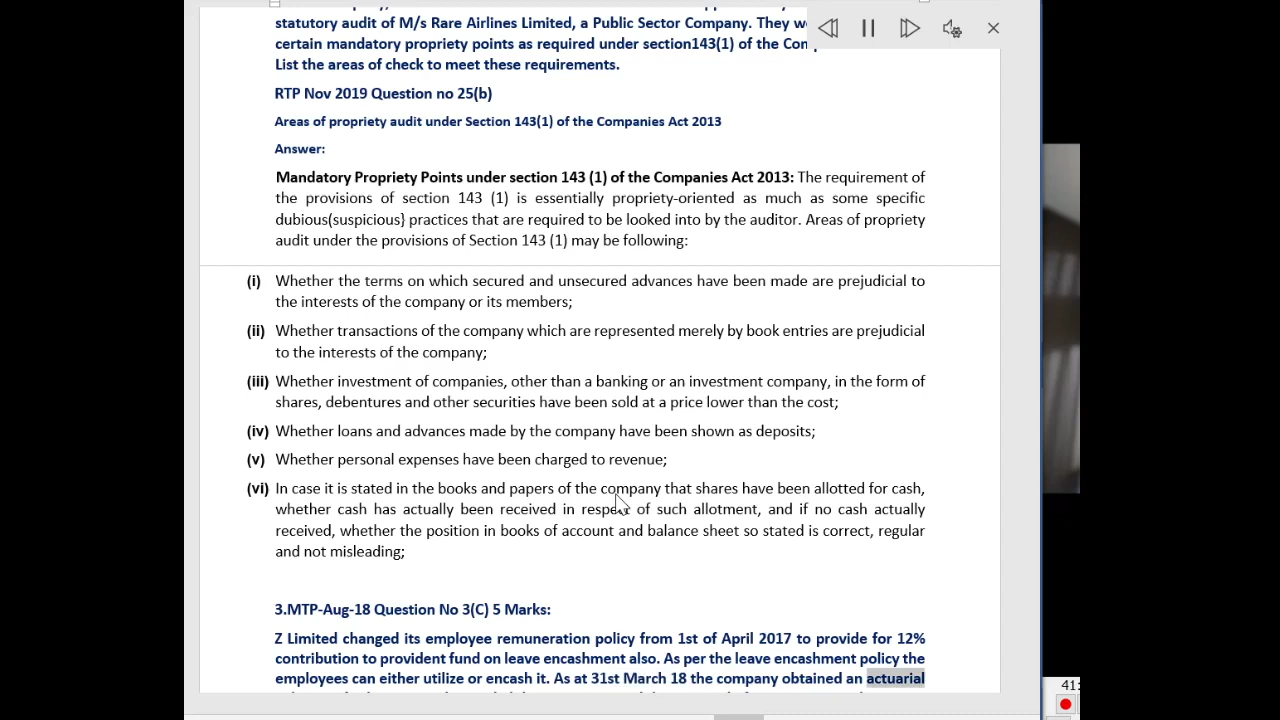 statutory audit of M/s Rare Airlines Limited, a Public Sector Company. They
certain mandatory propriety points as required under section143(1) of the
List the areas of check to meet these requirements.
RTP Nov 2019 Question no 25(b)
Areas of propriety audit under Section 143(1) of the Companies Act 2013
Answer:
Mandatory Propriety Points under section 143 (1) of the Companies Act 2013: The requirement of
the provisions of section 143 (1) is essentially propriety-oriented as much as some specific
dubious(suspicious} practices that are required to be looked into by the auditor. Areas of propriety
audit under the provisions of Section 143 (1) may be following:
(i) Whether the terms on which secured and unsecured advances have been made are prejudicial to
the interests of the company or its members;
(ii) Whether transactions of the company which are represented merely by book entries are prejudicial
to the interests of the company;
(iii) Whether investment of companies, other than a banking or an investment company, in the form of
shares, debentures and other securities have been sold at a price lower than the cost;
(iv) Whether loans and advances made by the company have been shown as deposits;
(v) Whether personal expenses have been charged to revenue;
(vi) In case it is stated in the books and papers of the company that shares have been allotted for cash,
whether cash has actually been received in respect of such allotment, and if no cash actually
received, whether the position in books of account and balance sheet so stated is correct, regular
and not misleading;
3.MTP-Aug-18 Question No 3(C) 5 Marks:
Z Limited changed its employee remuneration policy from 1st of April 2017 to provide for 12%
contribution to provident fund on leave encashment also. As per the leave encashment policy the
employees can either utilize or encash it. As at 31st March 18 the company obtained an actuarial
41: